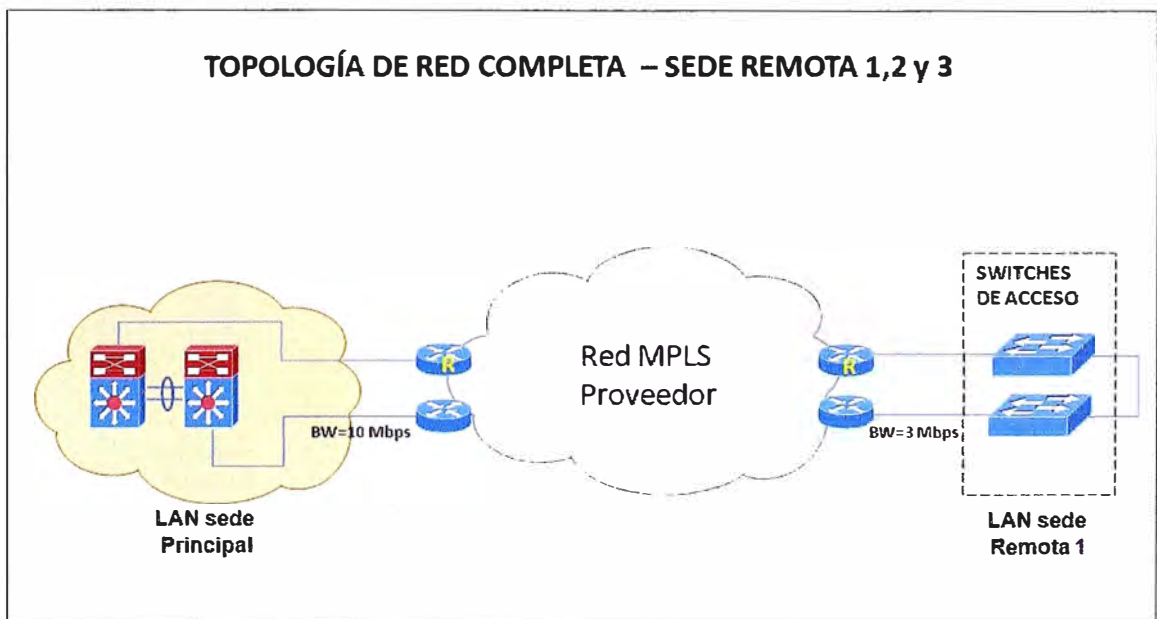 TOPOLOGÍA DE RED COMPLETA – SEDE REMOTA 1,2 y 3
SWITCHES
DE ACCESO
Red MPLS
Proveedor
R
R
BW=10 Mbps
BW=3 Mbps
LAN sede
Principal
LAN sede
Remota 1